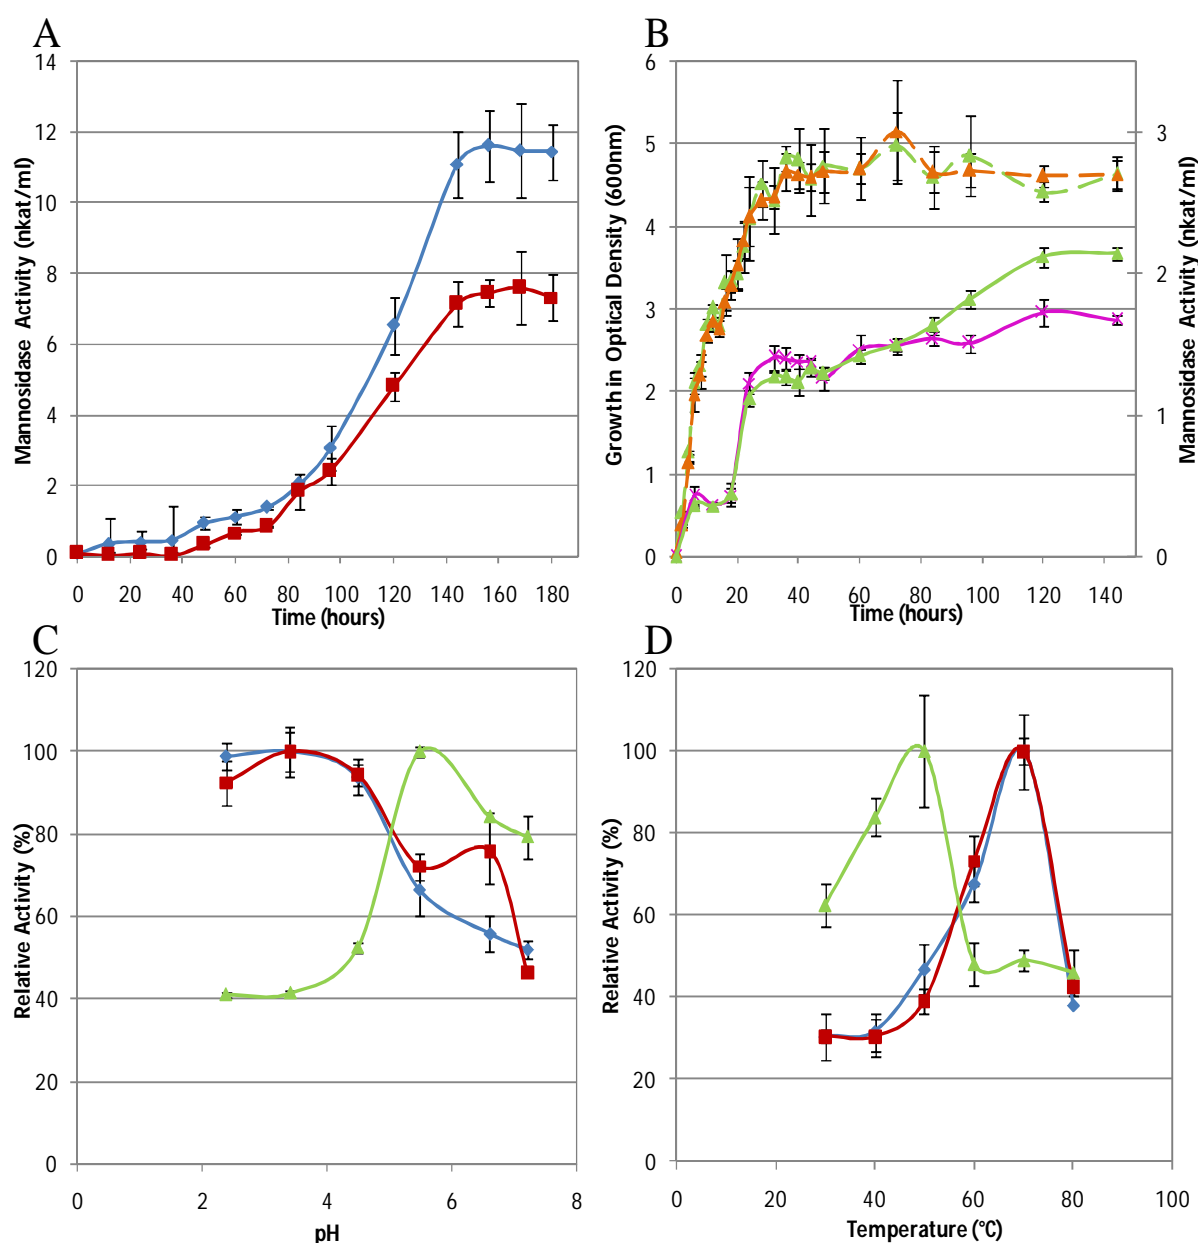 A
Mannosidase Activity (nkat/ml)
14
12
10
8
6
4
2
0
0 20 40 60 80 100 120 140 160 180
Time (hours)
B
Growth in Optical Density (600nm)
6
5
4
3
2
1
0
3
2
1
0
Mannosidase Activity (nkat/ml)
0 20 40 60 80 100 120 140
Time (hours)
C
Relative Activity (%)
120
100
80
60
40
20
0
0 2 4 6 8
pH
D
Relative Activity (%)
120
100
80
60
40
20
0
0 20 40 60 80 100
Temperature (°C)